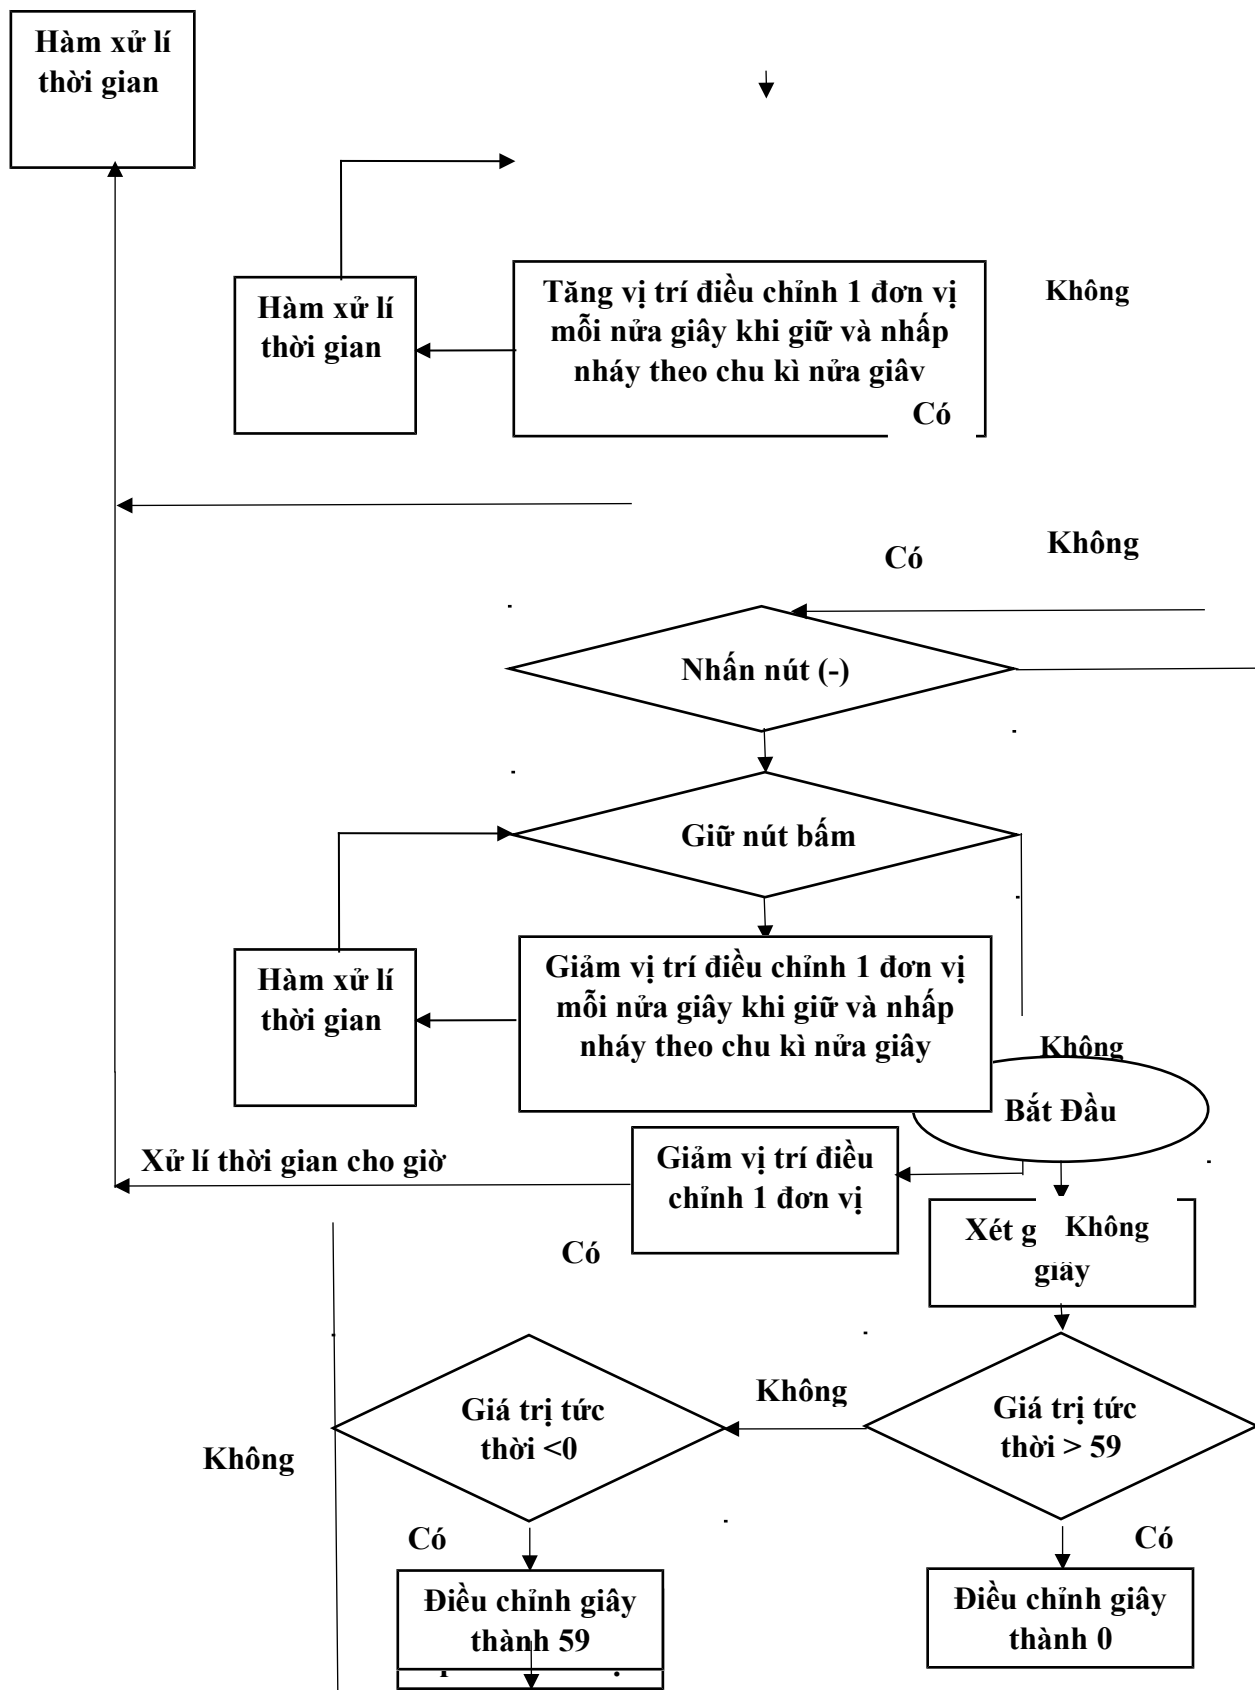 Hàm xử lí
thời gian
Hàm xử lí
thời gian
Tăng vị trí điều chỉnh 1 đơn vị
mỗi nửa giây khi giữ và nhấp
nháy theo chu kì nửa giây
Không
Có
Có
Không
Nhấn nút (-)
Giữ nút bấm
Hàm xử lí
thời gian
Giảm vị trí điều chỉnh 1 đơn vị
mỗi nửa giây khi giữ và nhấp
nháy theo chu kì nửa giây
Không
Bắt Đầu
Xử lí thời gian cho giờ
Giảm vị trí điều
chỉnh 1 đơn vị
Có
Xét
Không
giây
Giá trị tức
thời <0
Không
Giá trị tức
thời > 59
Không
Có
Có
Điều chỉnh giây
thành 59
Điều chỉnh giây
thành 0